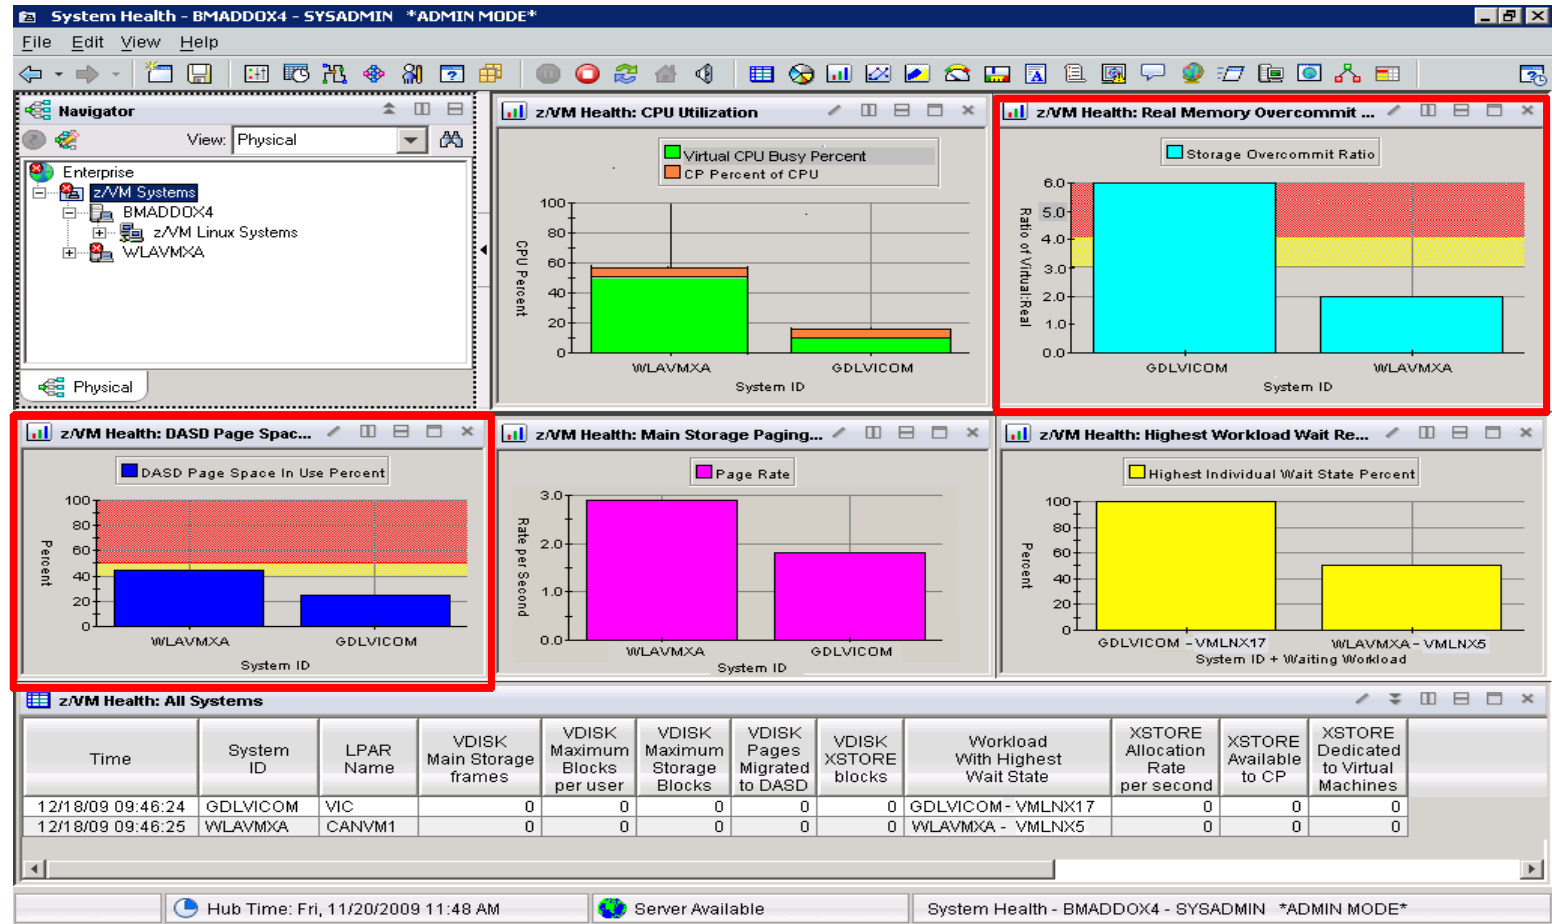 System Health - BMADDOX4 - SYSADMIN *ADMIN MODE*
File Edit View Help
Navigator
View: Physical
Enterprise
z/VM Systems
BMADDOX4
z/VM Linux Systems
WLAVMXA
Physical
z/VM Health: CPU Utilization
Virtual CPU Busy Percent
CP Percent of CPU
CPU Percent
100
80
60
40
20
0
WLAVMXA GDLVICOM
System ID
z/VM Health: Real Memory Overcommit ...
Storage Overcommit Ratio
Ratio of Virtual:Real
6.0
5.0
4.0
3.0
2.0
1.0
0.0
GDLVICOM WLAVMXA
System ID
z/VM Health: DASD Page Spac...
DASD Page Space In Use Percent
Percent
100
80
60
40
20
0
WLAVMXA GDLVICOM
System ID
z/VM Health: Main Storage Paging...
Page Rate
Rate per Second
3.0
2.0
1.0
0.0
WLAVMXA GDLVICOM
System ID
z/VM Health: Highest Workload Wait Re...
Highest Individual Wait State Percent
Percent
100
80
60
40
20
0
GDLVICOM - VMLNX17 WLAVMXA - VMLNX5
System ID + Waiting Workload
z/VM Health: All Systems
Time System ID LPAR Name VDISK Main Storage frames VDISK Maximum Blocks per user VDISK Maximum Storage Blocks VDISK Pages Migrated to DASD VDISK XSTORE blocks Workload With Highest Wait State XSTORE Allocation Rate per second XSTORE Available to CP XSTORE Dedicated to Virtual Machines
12/18/09 09:46:24 GDLVICOM VIC 0 0 0 0 0 GDLVICOM- VMLNX17 0 0 0
12/18/09 09:46:25 WLAVMXA CANVM1 0 0 0 0 0 WLAVMXA - VMLNX5 0 0 0
Hub Time: Fri, 11/20/2009 11:48 AM
Server Available
System Health - BMADDOX4 - SYSADMIN *ADMIN MODE*